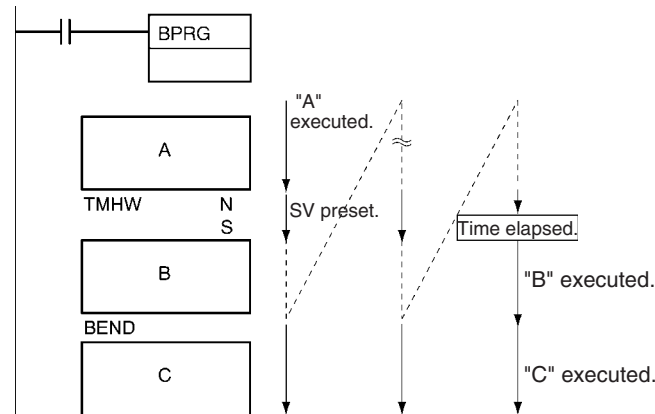 BPRG
"A"
executed.
A
TMHW N
S
SV preset.
Time elapsed.
B
"B" executed.
BEND
C
"C" executed.